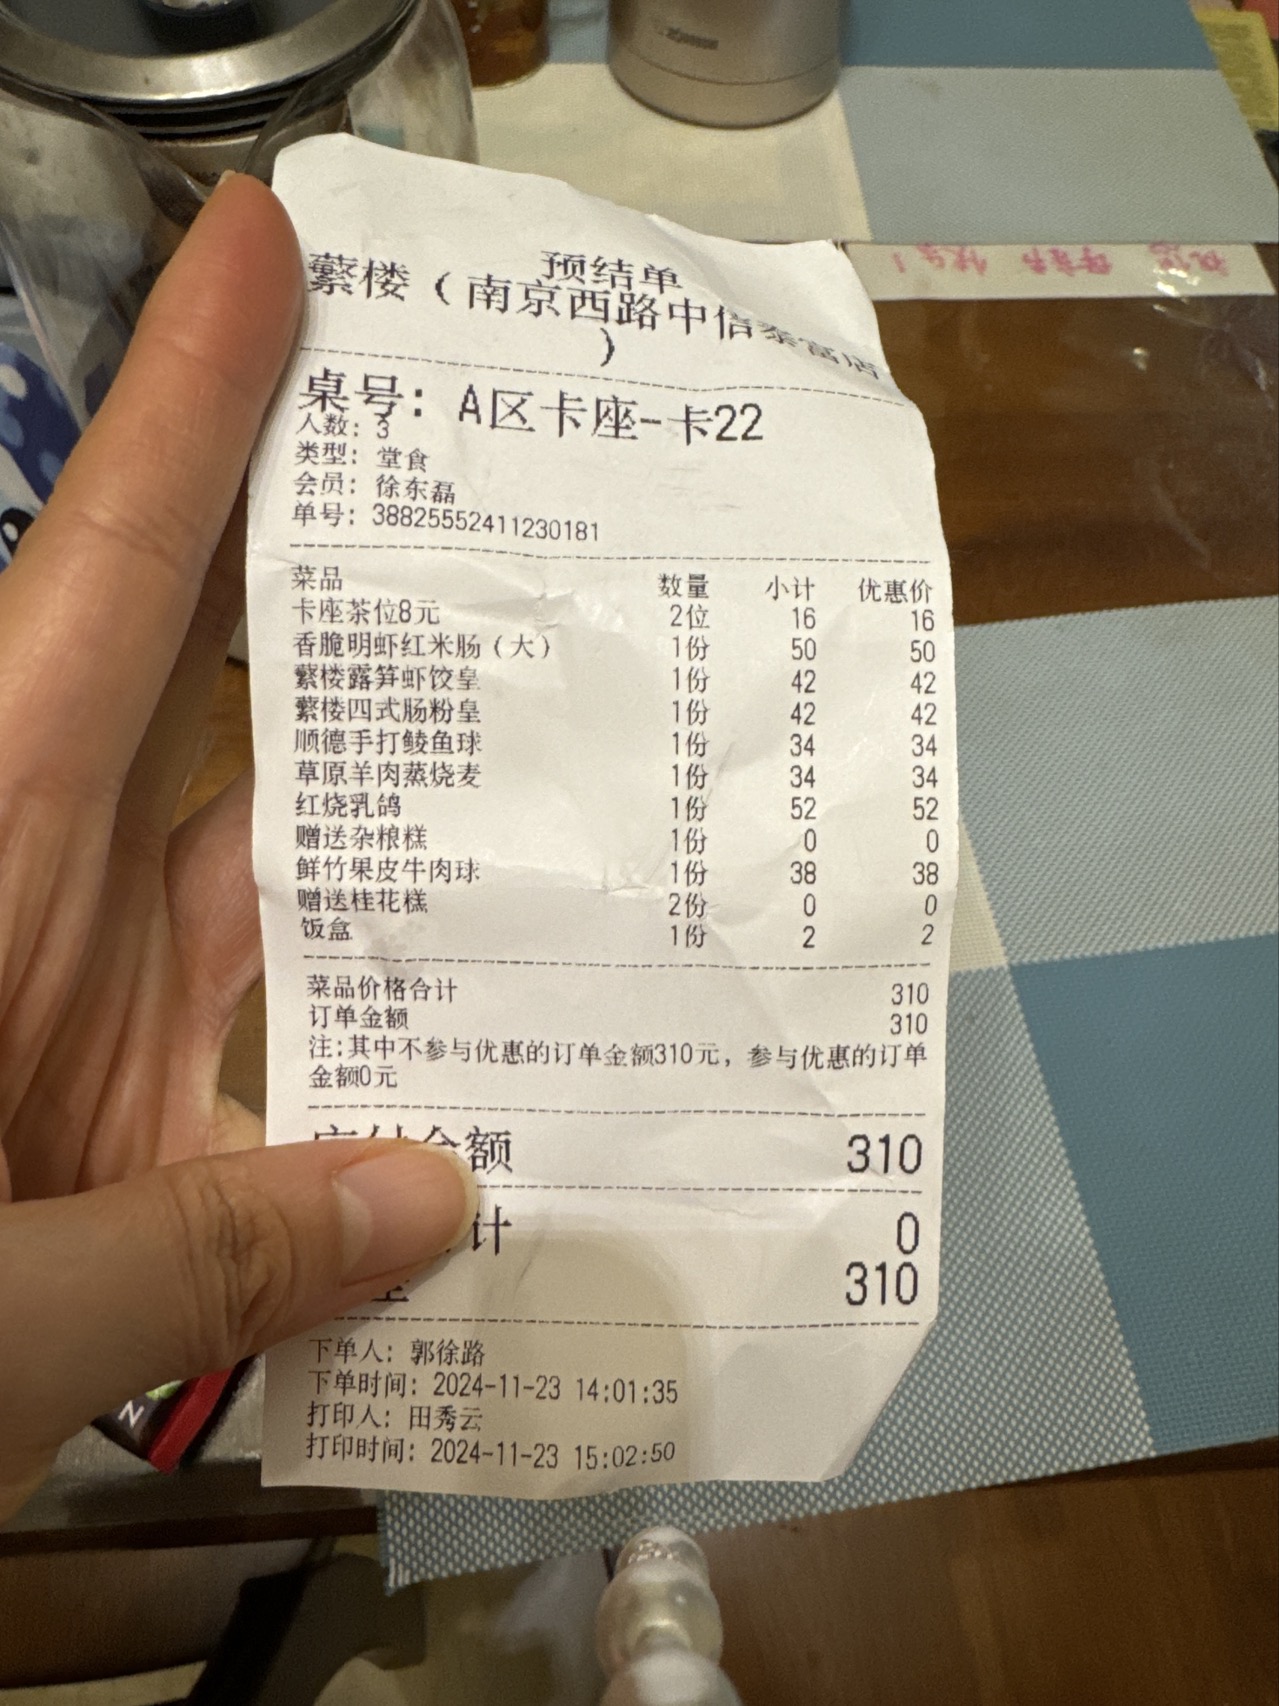 ZOJIRUSHI
预结单
蘩楼（南京西路中信泰富店
）
桌号：A区卡座-卡22
人数：3
类型：堂食
会员：徐东磊
单号：38825552411230181
菜品 数量 小计 优惠价
卡座茶位8元 2位 16 16
香脆明虾红米肠（大） 1份 50 50
蘩楼露笋虾饺皇 1份 42 42
蘩楼四式肠粉皇 1份 42 42
顺德手打鲮鱼球 1份 34 34
草原羊肉蒸烧麦 1份 34 34
红烧乳鸽 1份 52 52
赠送杂粮糕 1份 0 0
鲜竹果皮牛肉球 1份 38 38
赠送桂花糕 2份 0 0
饭盒 1份 2 2
菜品价格合计 310
订单金额 310
注:其中不参与优惠的订单金额310元，参与优惠的订单
金额0元
额 310
计 0
310
下单人：郭徐路
下单时间：2024-11-23 14:01:35
打印人：田秀云
打印时间：2024-11-23 15:02:50
N